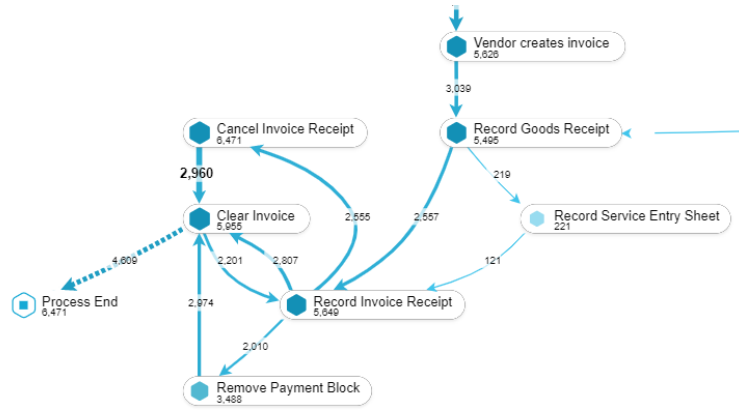 Vendor creates invoice
5,626
3,039
Cancel Invoice Receipt
6,471
Record Goods Receipt
5,495
2,960
219
Clear Invoice
5,955
2,555
2,557
Record Service Entry Sheet
221
4,609
2,201
2,807
121
Process End
6,471
2,974
Record Invoice Receipt
5,649
2,010
Remove Payment Block
3,488